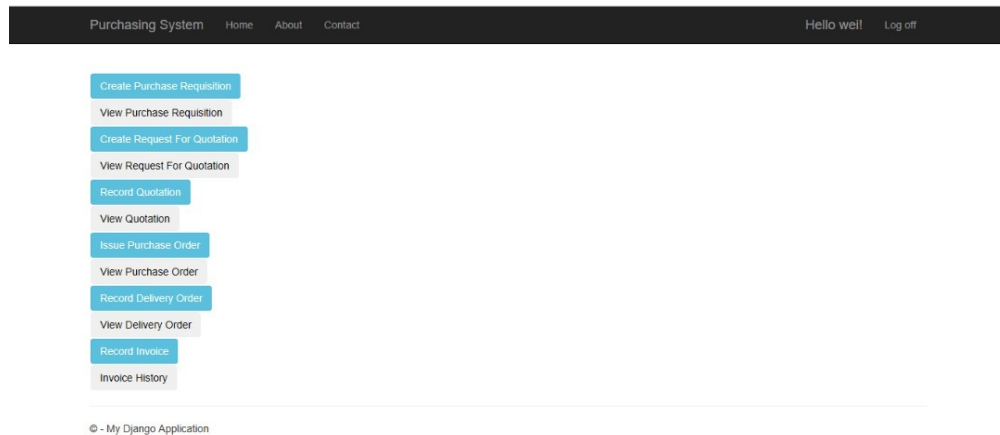 Purchasing System Home About Contact Hello wei! Log off
Create Purchase Requisition
View Purchase Requisition
Create Request For Quotation
View Request For Quotation
Record Quotation
View Quotation
Issue Purchase Order
View Purchase Order
Record Delivery Order
View Delivery Order
Record Invoice
Invoice History
© - My Django Application